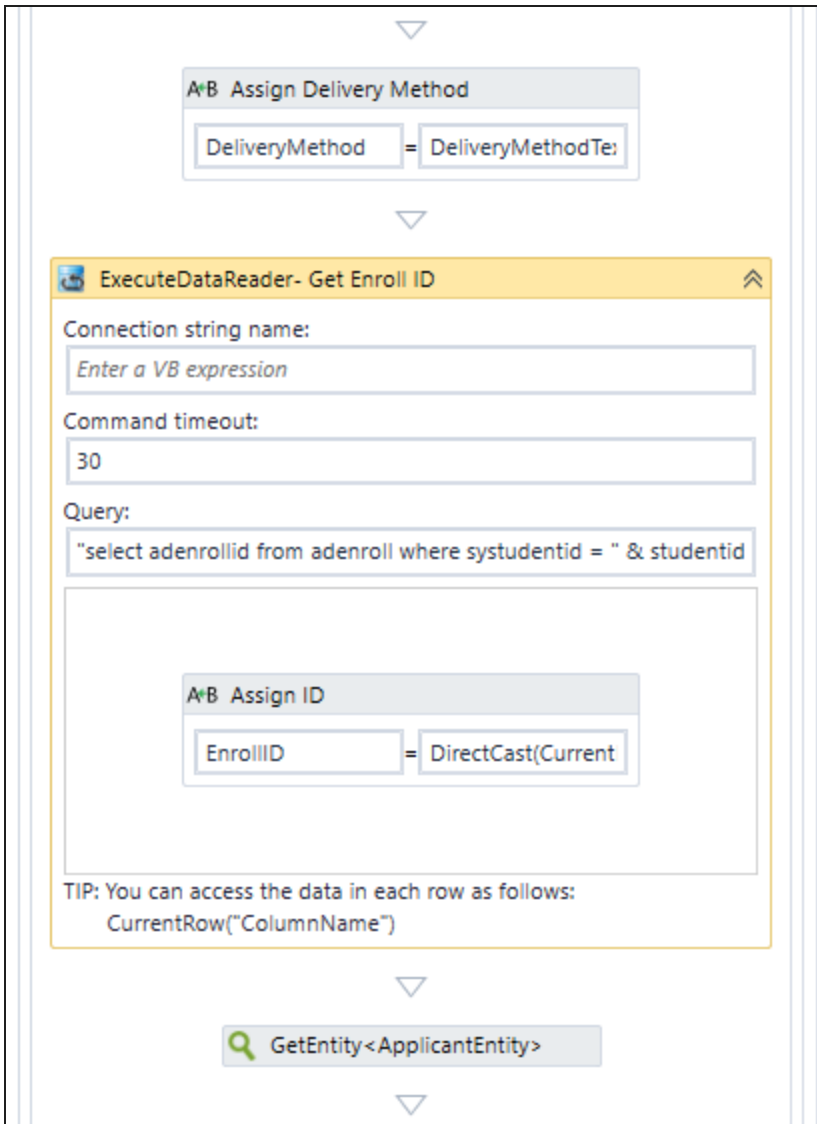 A+B Assign Delivery Method
DeliveryMethod = DeliveryMethodTe
ExecuteDataReader- Get Enroll ID
Connection string name:
Enter a VB expression
Command timeout:
30
Query:
"select adenrollid from adenroll where systudentid = " & studentid
A+B Assign ID
EnrollID = DirectCast(Current
TIP: You can access the data in each row as follows:
CurrentRow("ColumnName")
GetEntity<ApplicantEntity>